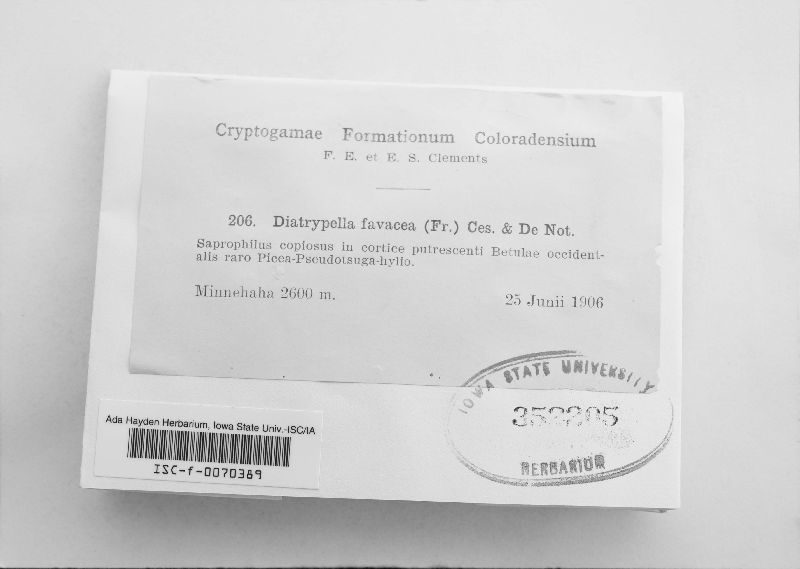 Cryptogamae Formationum Coloradensium
F. E. et E. S. Clements
206. Diatrypella favacea (Fr.) Ces. & De Not.
Saprophilus copiosus in cortice putrescenti Betulae occident-
alis raro Picea-Pseudotsuga-hylio.
Minnehaha 2600 m. 25 Junii 1906
IOWA STATE UNIVERSITY
HERBARIUM
Ada Hayden Herbarium, Iowa State Univ.-ISC/IA
ISC-f-0070389